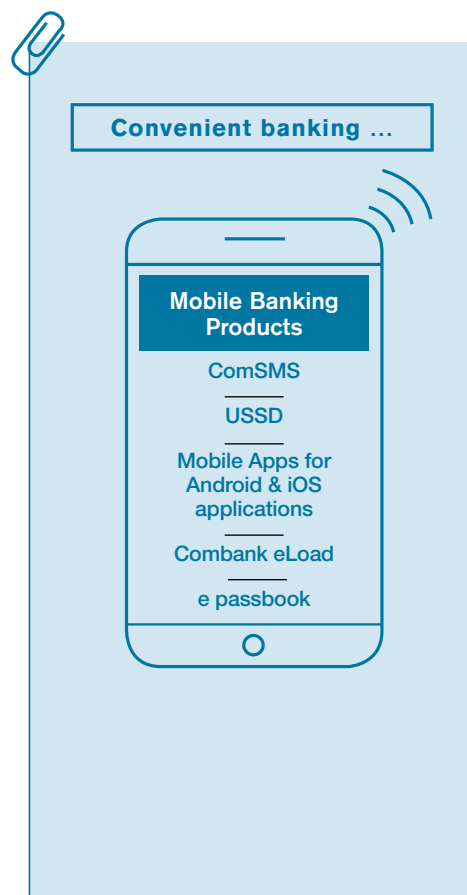 Convenient banking ...
Mobile Banking
Products
ComSMS
USSD
Mobile Apps for
Android & iOS
applications
Combank eLoad
e passbook